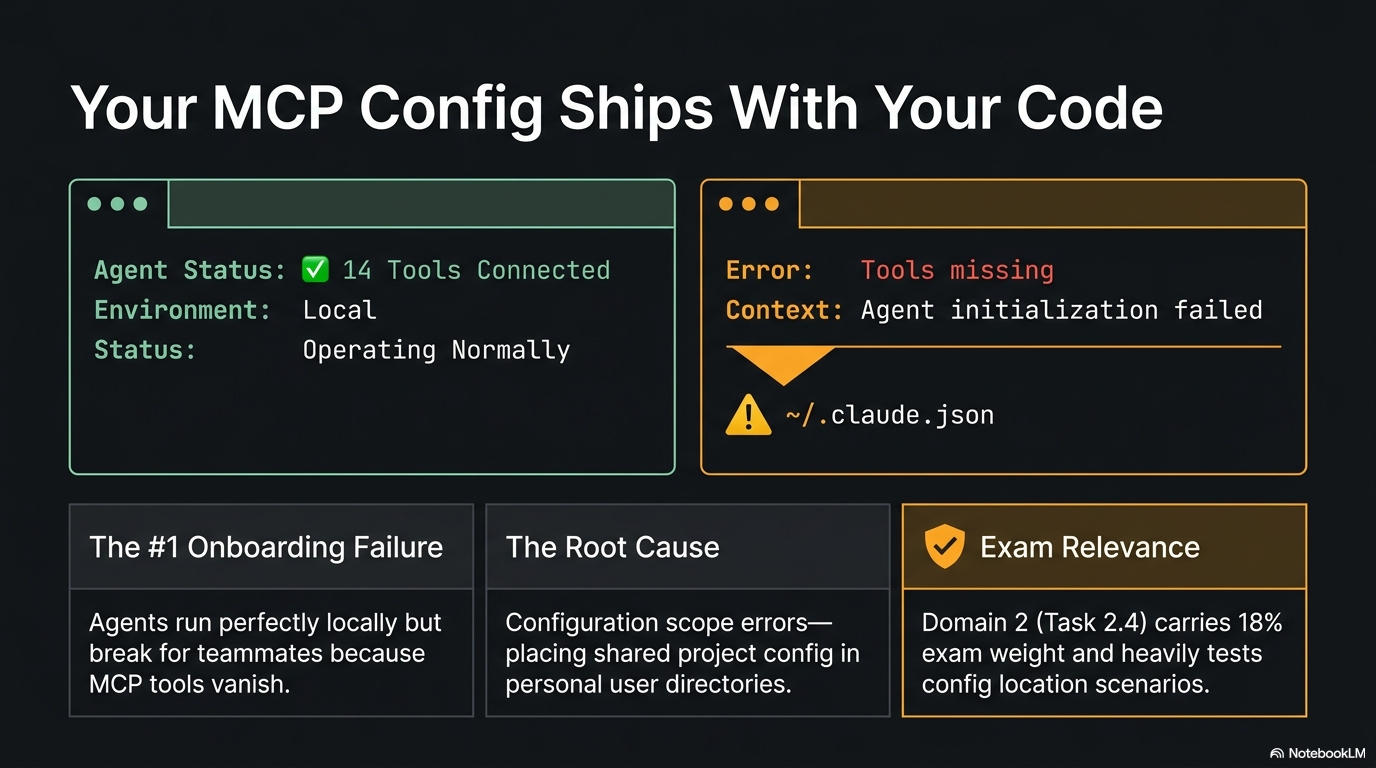 Your MCP Config Ships With Your Code
Agent Status: ✅ 14 Tools Connected
Environment: Local
Status: Operating Normally
Error: Tools missing
Context: Agent initialization failed
~/.claude.json
The #1 Onboarding Failure
Agents run perfectly locally but
break for teammates because
MCP tools vanish.
The Root Cause
Configuration scope errors—
placing shared project config in
personal user directories.
Exam Relevance
Domain 2 (Task 2.4) carries 18%
exam weight and heavily tests
config location scenarios.
NotebookLM